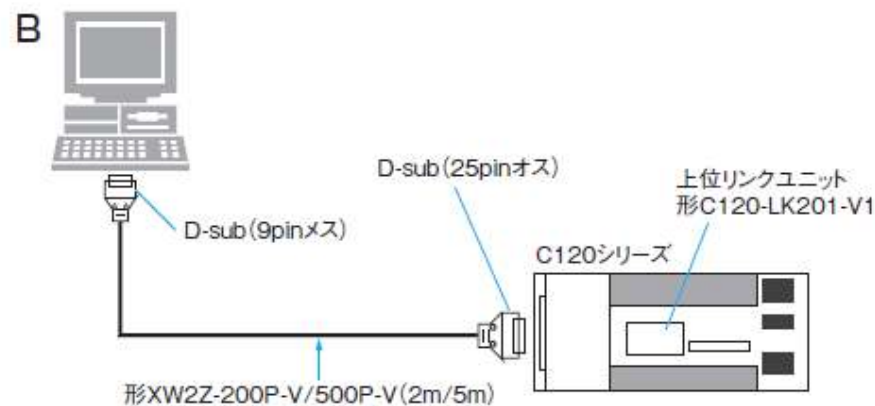 B
D-sub(25pinオス)
上位リンクユニット
形C120-LK201-V1
D-sub(9pinメス)
C120シリーズ
形XW2Z-200P-V/500P-V(2m/5m)